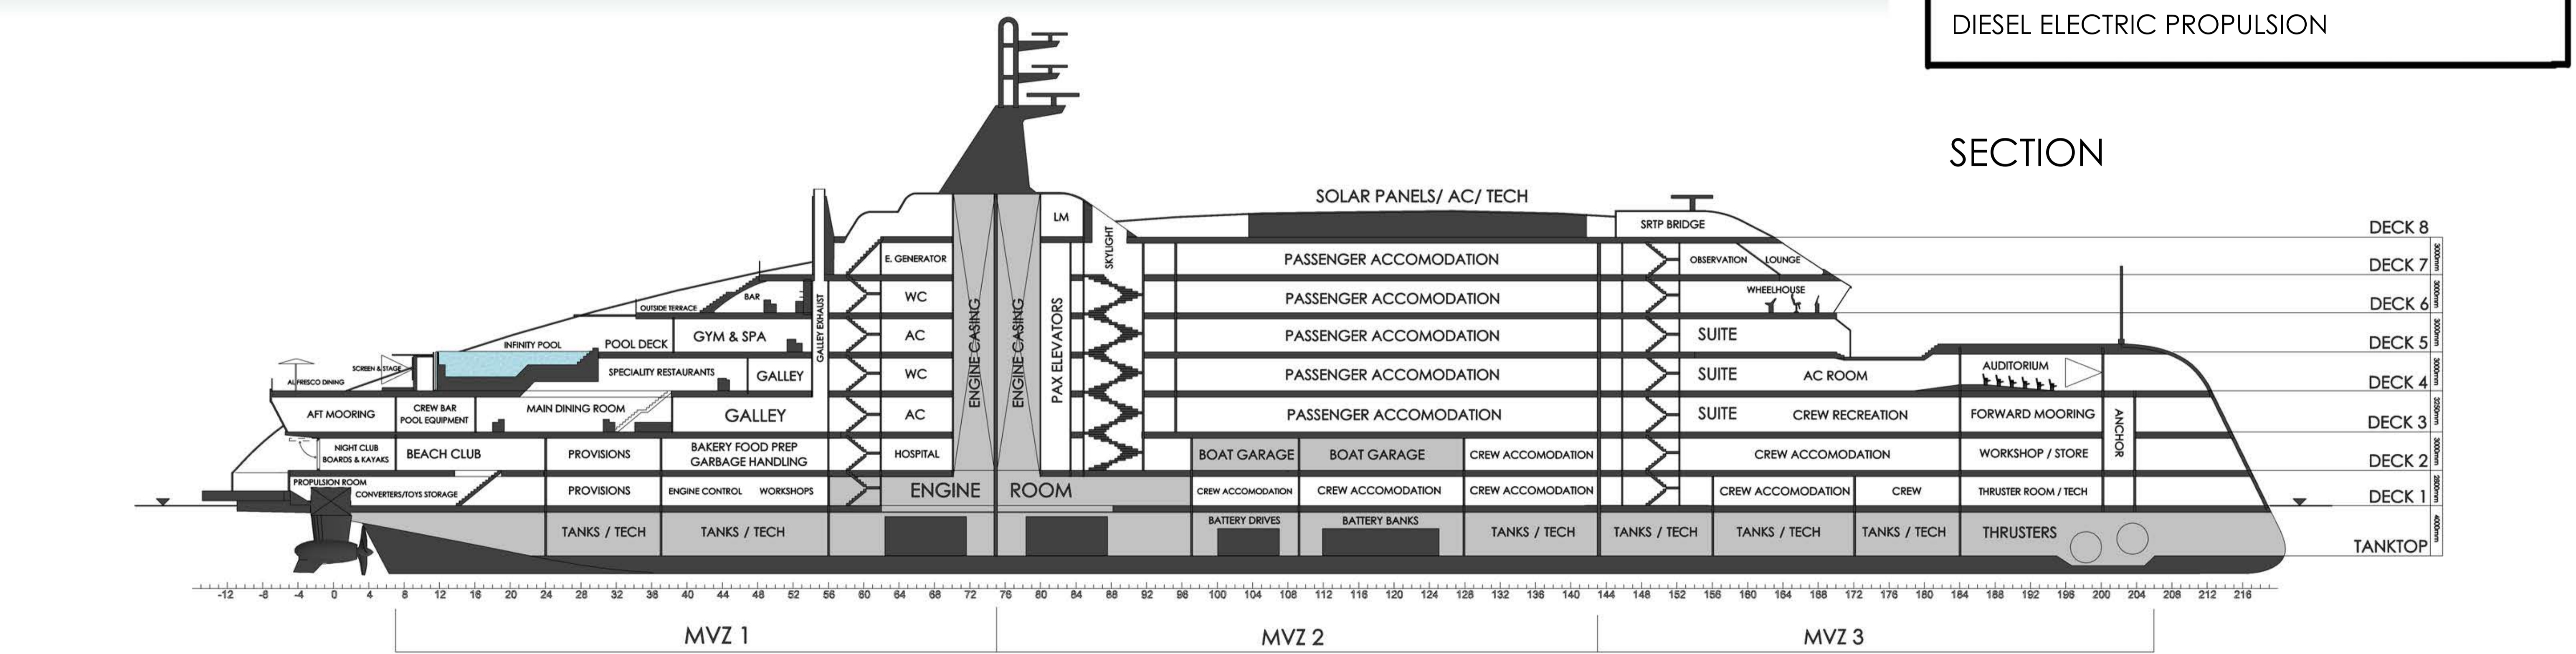 DIESEL ELECTRIC PROPULSION
SECTION
SOLAR PANELS/ AC/ TECH
LM
SKYLIGHT
SRTP BRIDGE
DECK 8
E. GENERATOR
PASSENGER ACCOMODATION
OBSERVATION LOUNGE
DECK 7
3000mm
OUTSIDE TERRACE
BAR
GALLEY EXHAUST
WC
ENGINE CASING
ENGINE CASING
PAX ELEVATORS
PASSENGER ACCOMODATION
WHEELHOUSE
DECK 6
3000mm
INFINITY POOL
POOL DECK
GYM & SPA
AC
PASSENGER ACCOMODATION
SUITE
DECK 5
3000mm
ALFRESCO DINING
SCREEN & STAGE
SPECIALITY RESTAURANTS
GALLEY
WC
PASSENGER ACCOMODATION
SUITE
AC ROOM
AUDITORIUM
DECK 4
3000mm
AFT MOORING
CREW BAR
POOL EQUIPMENT
MAIN DINING ROOM
GALLEY
AC
PASSENGER ACCOMODATION
SUITE
CREW RECREATION
FORWARD MOORING
ANCHOR
DECK 3
NIGHT CLUB
BOARDS & KAYAKS
BEACH CLUB
PROVISIONS
BAKERY FOOD PREP
GARBAGE HANDLING
HOSPITAL
BOAT GARAGE
BOAT GARAGE
CREW ACCOMODATION
CREW ACCOMODATION
WORKSHOP / STORE
DECK 2
3000mm
PROPULSION ROOM
CONVERTERS/TOYS STORAGE
PROVISIONS
ENGINE CONTROL WORKSHOPS
ENGINE ROOM
CREW ACCOMODATION
CREW ACCOMODATION
CREW ACCOMODATION
CREW ACCOMODATION
CREW
THRUSTER ROOM / TECH
DECK 1
TANKS / TECH
TANKS / TECH
BATTERY DRIVES
BATTERY BANKS
TANKS / TECH
TANKS / TECH
TANKS / TECH
TANKS / TECH
THRUSTERS
TANKTOP
4000mm
-12 -8 -4 0 4 8 12 16 20 24 28 32 36 40 44 48 52 56 60 64 68 72 76 80 84 88 92 96 100 104 108 112 116 120 124 128 132 136 140 144 148 152 156 160 164 168 172 176 180 184 188 192 196 200 204 208 212 216
MVZ 1
MVZ 2
MVZ 3